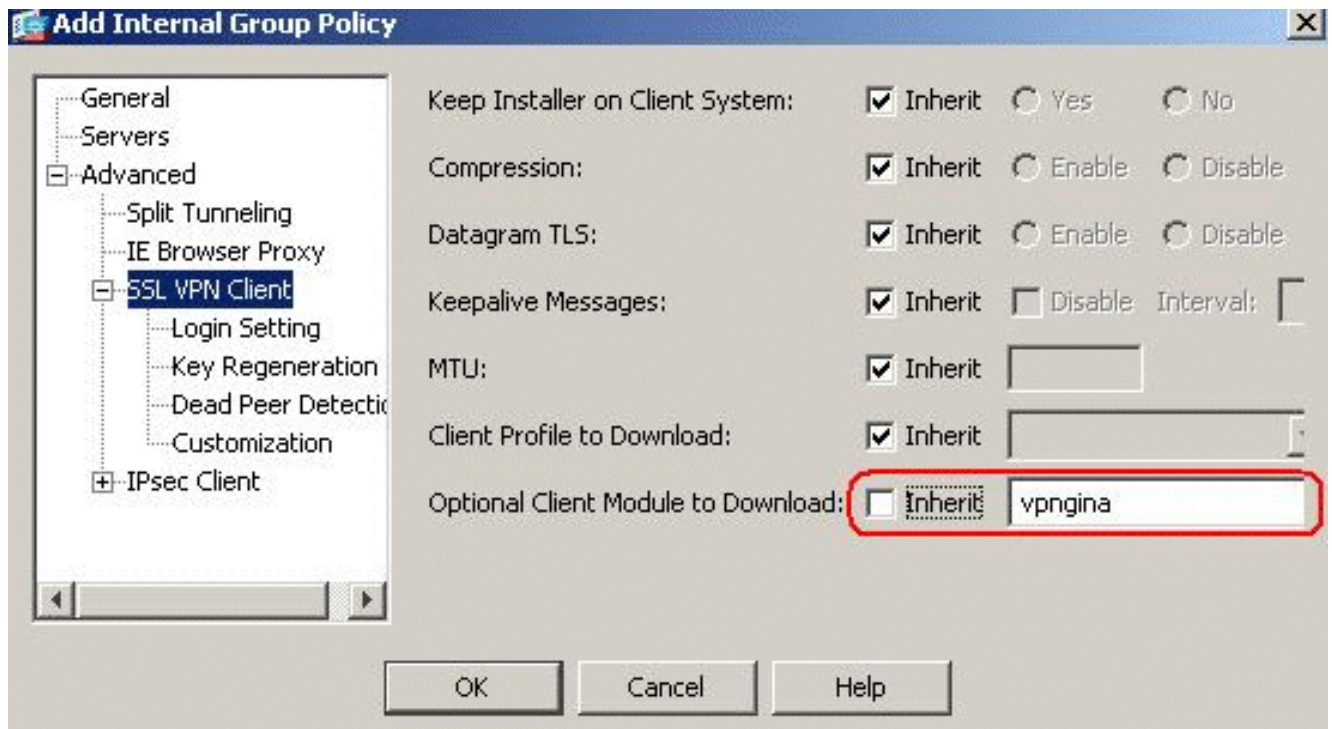 Add Internal Group Policy
General
Servers
Advanced
Split Tunneling
IE Browser Proxy
SSL VPN Client
Login Setting
Key Regeneration
Dead Peer Detectio
Customization
IPsec Client
Keep Installer on Client System: Inherit Yes No
Compression: Inherit Enable Disable
Datagram TLS: Inherit Enable Disable
Keepalive Messages: Inherit Disable Interval:
MTU: Inherit
Client Profile to Download: Inherit
Optional Client Module to Download: Inherit vpngina
OK Cancel Help